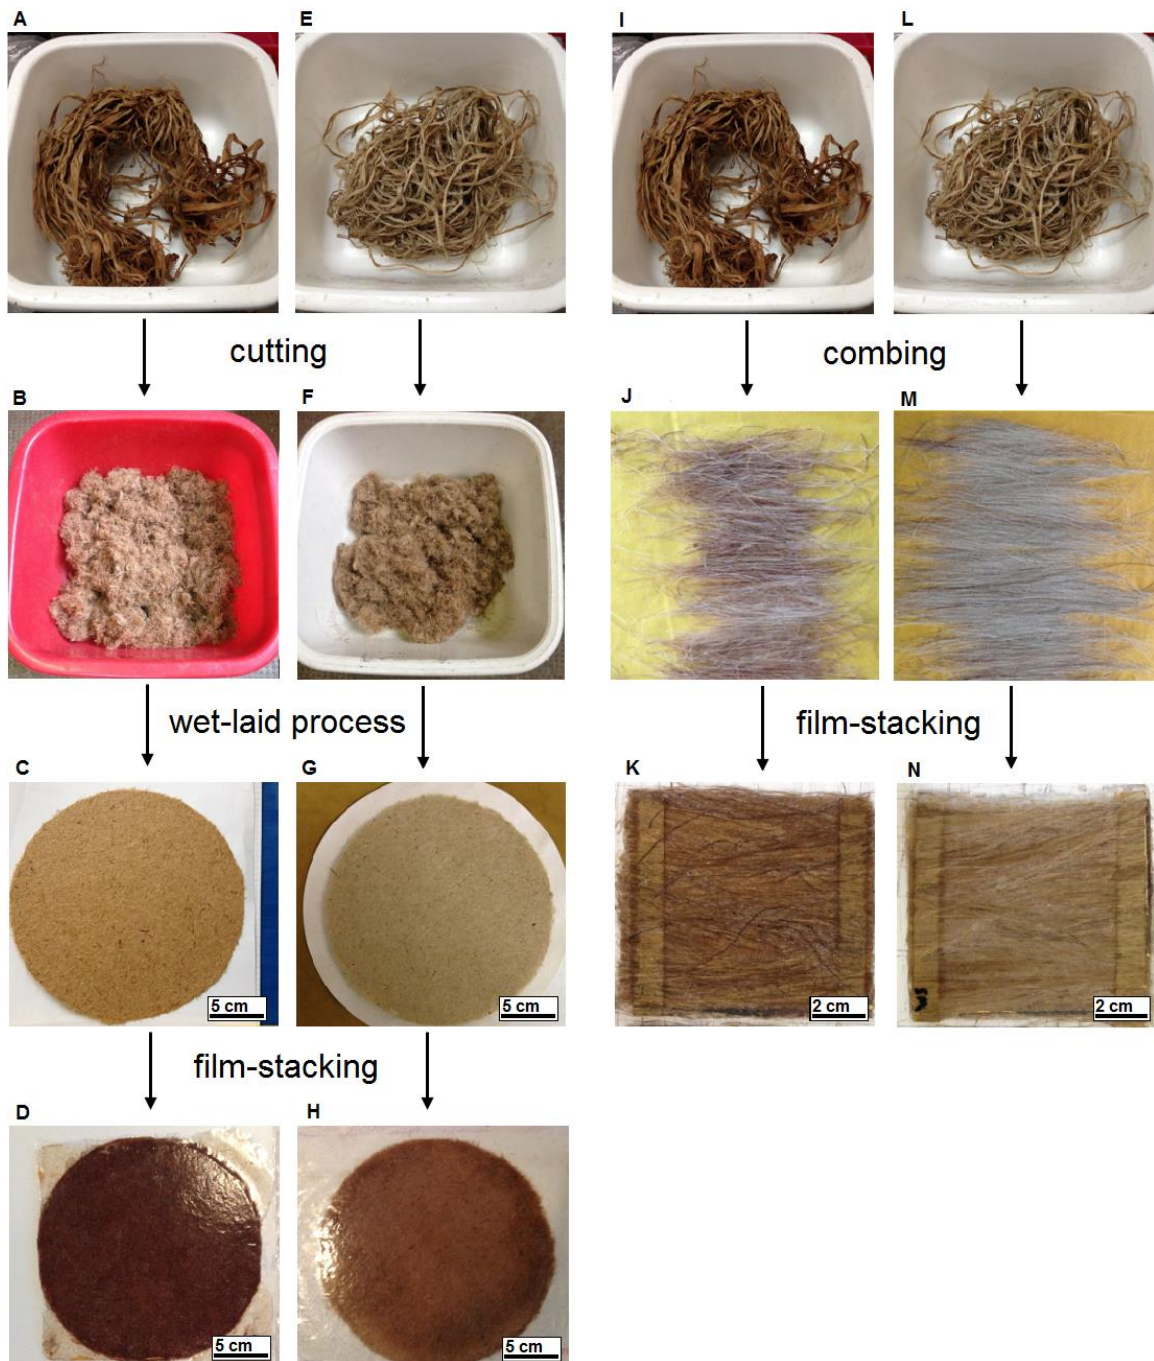 A E I L
cutting combing
B F J M
wet-laid process film-stacking
C G K N
5 cm 5 cm 2 cm 2 cm
film-stacking
D H
5 cm 5 cm